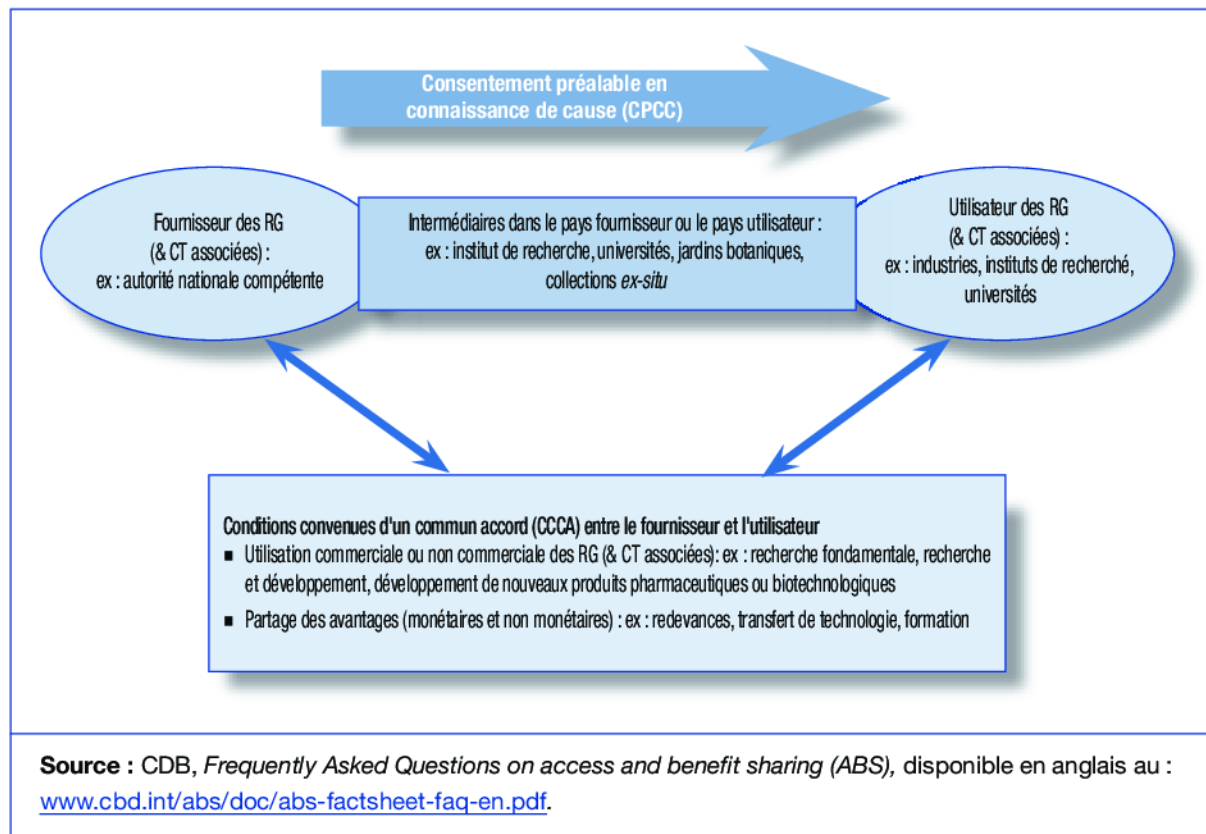 Consentement préalable en
connaissance de cause (CPCC)
Fournisseur des RG
(& CT associées) :
ex : autorité nationale compétente
Intermédiaires dans le pays fournisseur ou le pays utilisateur :
ex : institut de recherche, universités, jardins botaniques,
collections ex-situ
Utilisateur des RG
(& CT associées) :
ex : industries, instituts de recherché,
universités
Conditions convenues d'un commun accord (CCCA) entre le fournisseur et l'utilisateur
■ Utilisation commerciale ou non commerciale des RG (& CT associées): ex : recherche fondamentale, recherche
et développement, développement de nouveaux produits pharmaceutiques ou biotechnologiques
■ Partage des avantages (monétaires et non monétaires) : ex : redevances, transfert de technologie, formation
Source : CDB, Frequently Asked Questions on access and benefit sharing (ABS), disponible en anglais au :
www.cbd.int/abs/doc/abs-factsheet-faq-en.pdf.